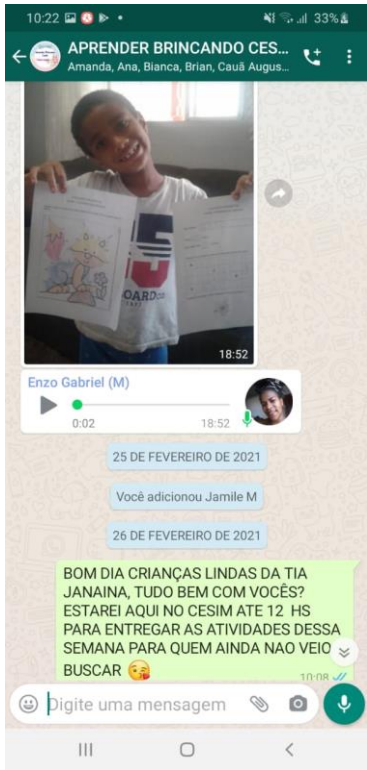 10:22
33%
APRENDER BRINCANDO CES...
Amanda, Ana, Bianca, Brian, Cauã Augus...
18:52
Enzo Gabriel (M)
0:02 18:52
25 DE FEVEREIRO DE 2021
Você adicionou Jamile M
26 DE FEVEREIRO DE 2021
BOM DIA CRIANÇAS LINDAS DA TIA
JANAINA, TUDO BEM COM VOCÊS?
ESTAREI AQUI NO CESIM ATE 12 HS
PARA ENTREGAR AS ATIVIDADES DESSA
SEMANA PARA QUEM AINDA NAO VEIO
BUSCAR
10:08
Digite uma mensagem